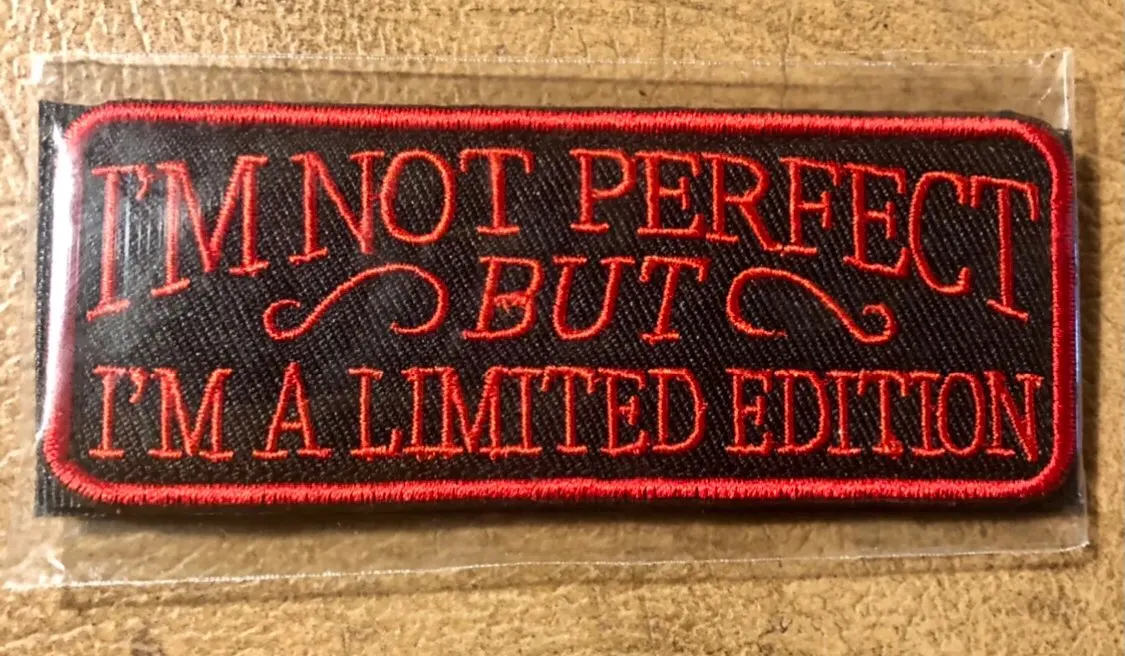 I'M NOT PERFECT
BUT
I'M A LIMITED EDITION